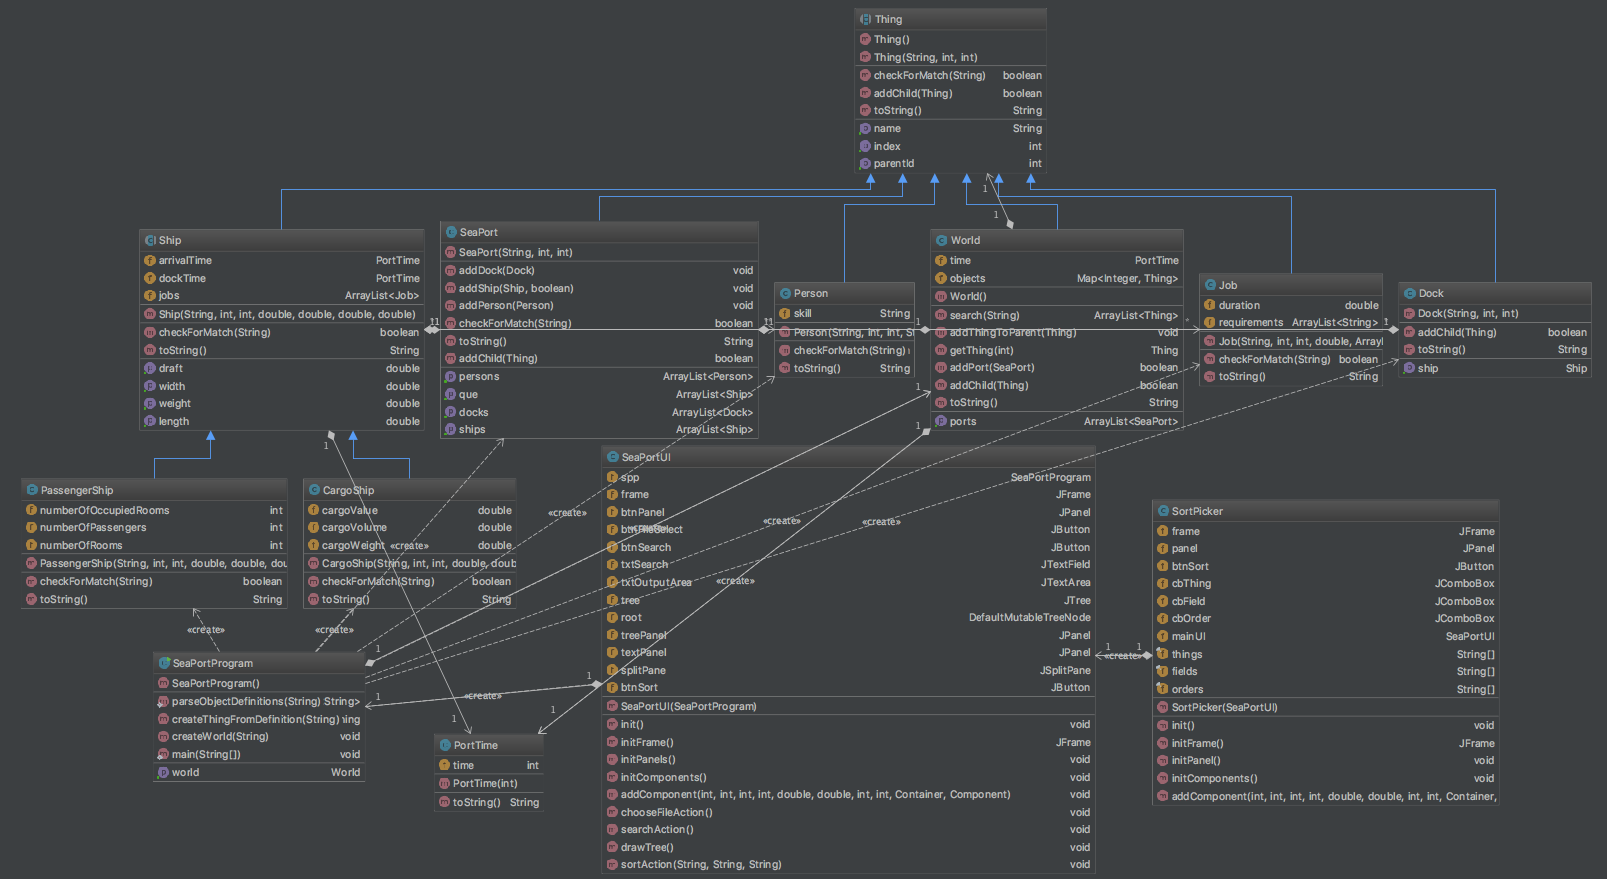 Thing
Thing()
Thing(String, int, int)
checkForMatch(String) boolean
addChild(Thing) boolean
toString() String
name String
index int
parentId int
1
1
Ship
arrivalTime PortTime
dockTime PortTime
jobs ArrayList<Job>
Ship(String, int, int, double, double, double, double)
checkForMatch(String) boolean
toString() String
draft double
width double
weight double
length double
1
11
SeaPort
SeaPort(String, int, int)
addDock(Dock) void
addShip(Ship, boolean) void
addPerson(Person) void
checkForMatch(String) boolean
toString() String
addChild(Thing) boolean
persons ArrayList<Person>
que ArrayList<Ship>
docks ArrayList<Dock>
ships ArrayList<Ship>
Person
skill String
Person(String, int, int, St
checkForMatch(String)
toString() String
1
World
time PortTime
objects Map<Integer, Thing>
World()
search(String) ArrayList<Thing>
addThingToParent(Thing) void
getThing(int) Thing
addPort(SeaPort) boolean
addChild(Thing) boolean
toString() String
ports ArrayList<SeaPort>
1
1
*
Job
duration double
requirements ArrayList<String>
Job(String, int, int, double, Array
checkForMatch(String) boolean
toString() String
1
Dock
Dock(String, int, int)
addChild(Thing) boolean
toString() String
ship Ship
PassengerShip
numberOfOccupiedRooms int
numberOfPassengers int
numberOfRooms int
PassengerShip(String, int, int, double, double, dou
checkForMatch(String) boolean
toString() String
CargoShip
cargoValue double
cargoVolume double
cargoWeight double
CargoShip(String, int, int, double, doub
checkForMatch(String) boolean
toString() String
«create»
«create»
«create»
«create»
«create»
«create»
«create»
«create»
«create»
SeaPortUI
spp SeaPortProgram
frame JFrame
btnPanel JPanel
btnFileSelect JButton
btnSearch JButton
txtSearch JTextField
txtOutputArea JTextArea
tree JTree
root DefaultMutableTreeNode
treePanel JPanel
textPanel JPanel
splitPane JSplitPane
btnSort JButton
SeaPortUI(SeaPortProgram)
init() void
initFrame() JFrame
initPanels() void
initComponents() void
addComponent(int, int, int, int, double, double, int, int, Container, Component) void
chooseFileAction() void
searchAction() void
drawTree() void
sortAction(String, String, String) void
SortPicker
frame JFrame
panel JPanel
btnSort JButton
cbThing JComboBox
cbField JComboBox
cbOrder JComboBox
mainUI SeaPortUI
things String[]
fields String[]
orders String[]
SortPicker(SeaPortUI)
init() void
initFrame() JFrame
initPanel() void
initComponents() void
addComponent(int, int, int, int, double, double, int, int, Container,
1
1
SeaPortProgram
SeaPortProgram()
parseObjectDefinitions(String) String>
createThingFromDefinition(String) ing
createWorld(String) void
main(String[]) void
world World
1
1
1
1
1
PortTime
time int
PortTime(int)
toString() String